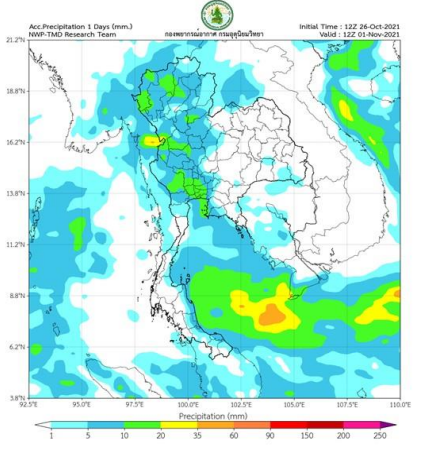 Acc.Precipitation 1 Days (mm.)
NWP-TMD Research Team
กองพยากรณ์อากาศ กรมอุตุนิยมวิทยา
Initial Time : 12Z 26-Oct-2021
Valid : 12Z 01-Nov-2021
21.2°N
18.8°N
16.2°N
13.8°N
11.2°N
8.8°N
6.2°N
3.8°N
92.5°E 95.0°E 97.5°E 100.0°E 102.5°E 105.0°E 107.5°E 110.0°E
Precipitation (mm)
1 5 10 20 35 60 90 150 200 250